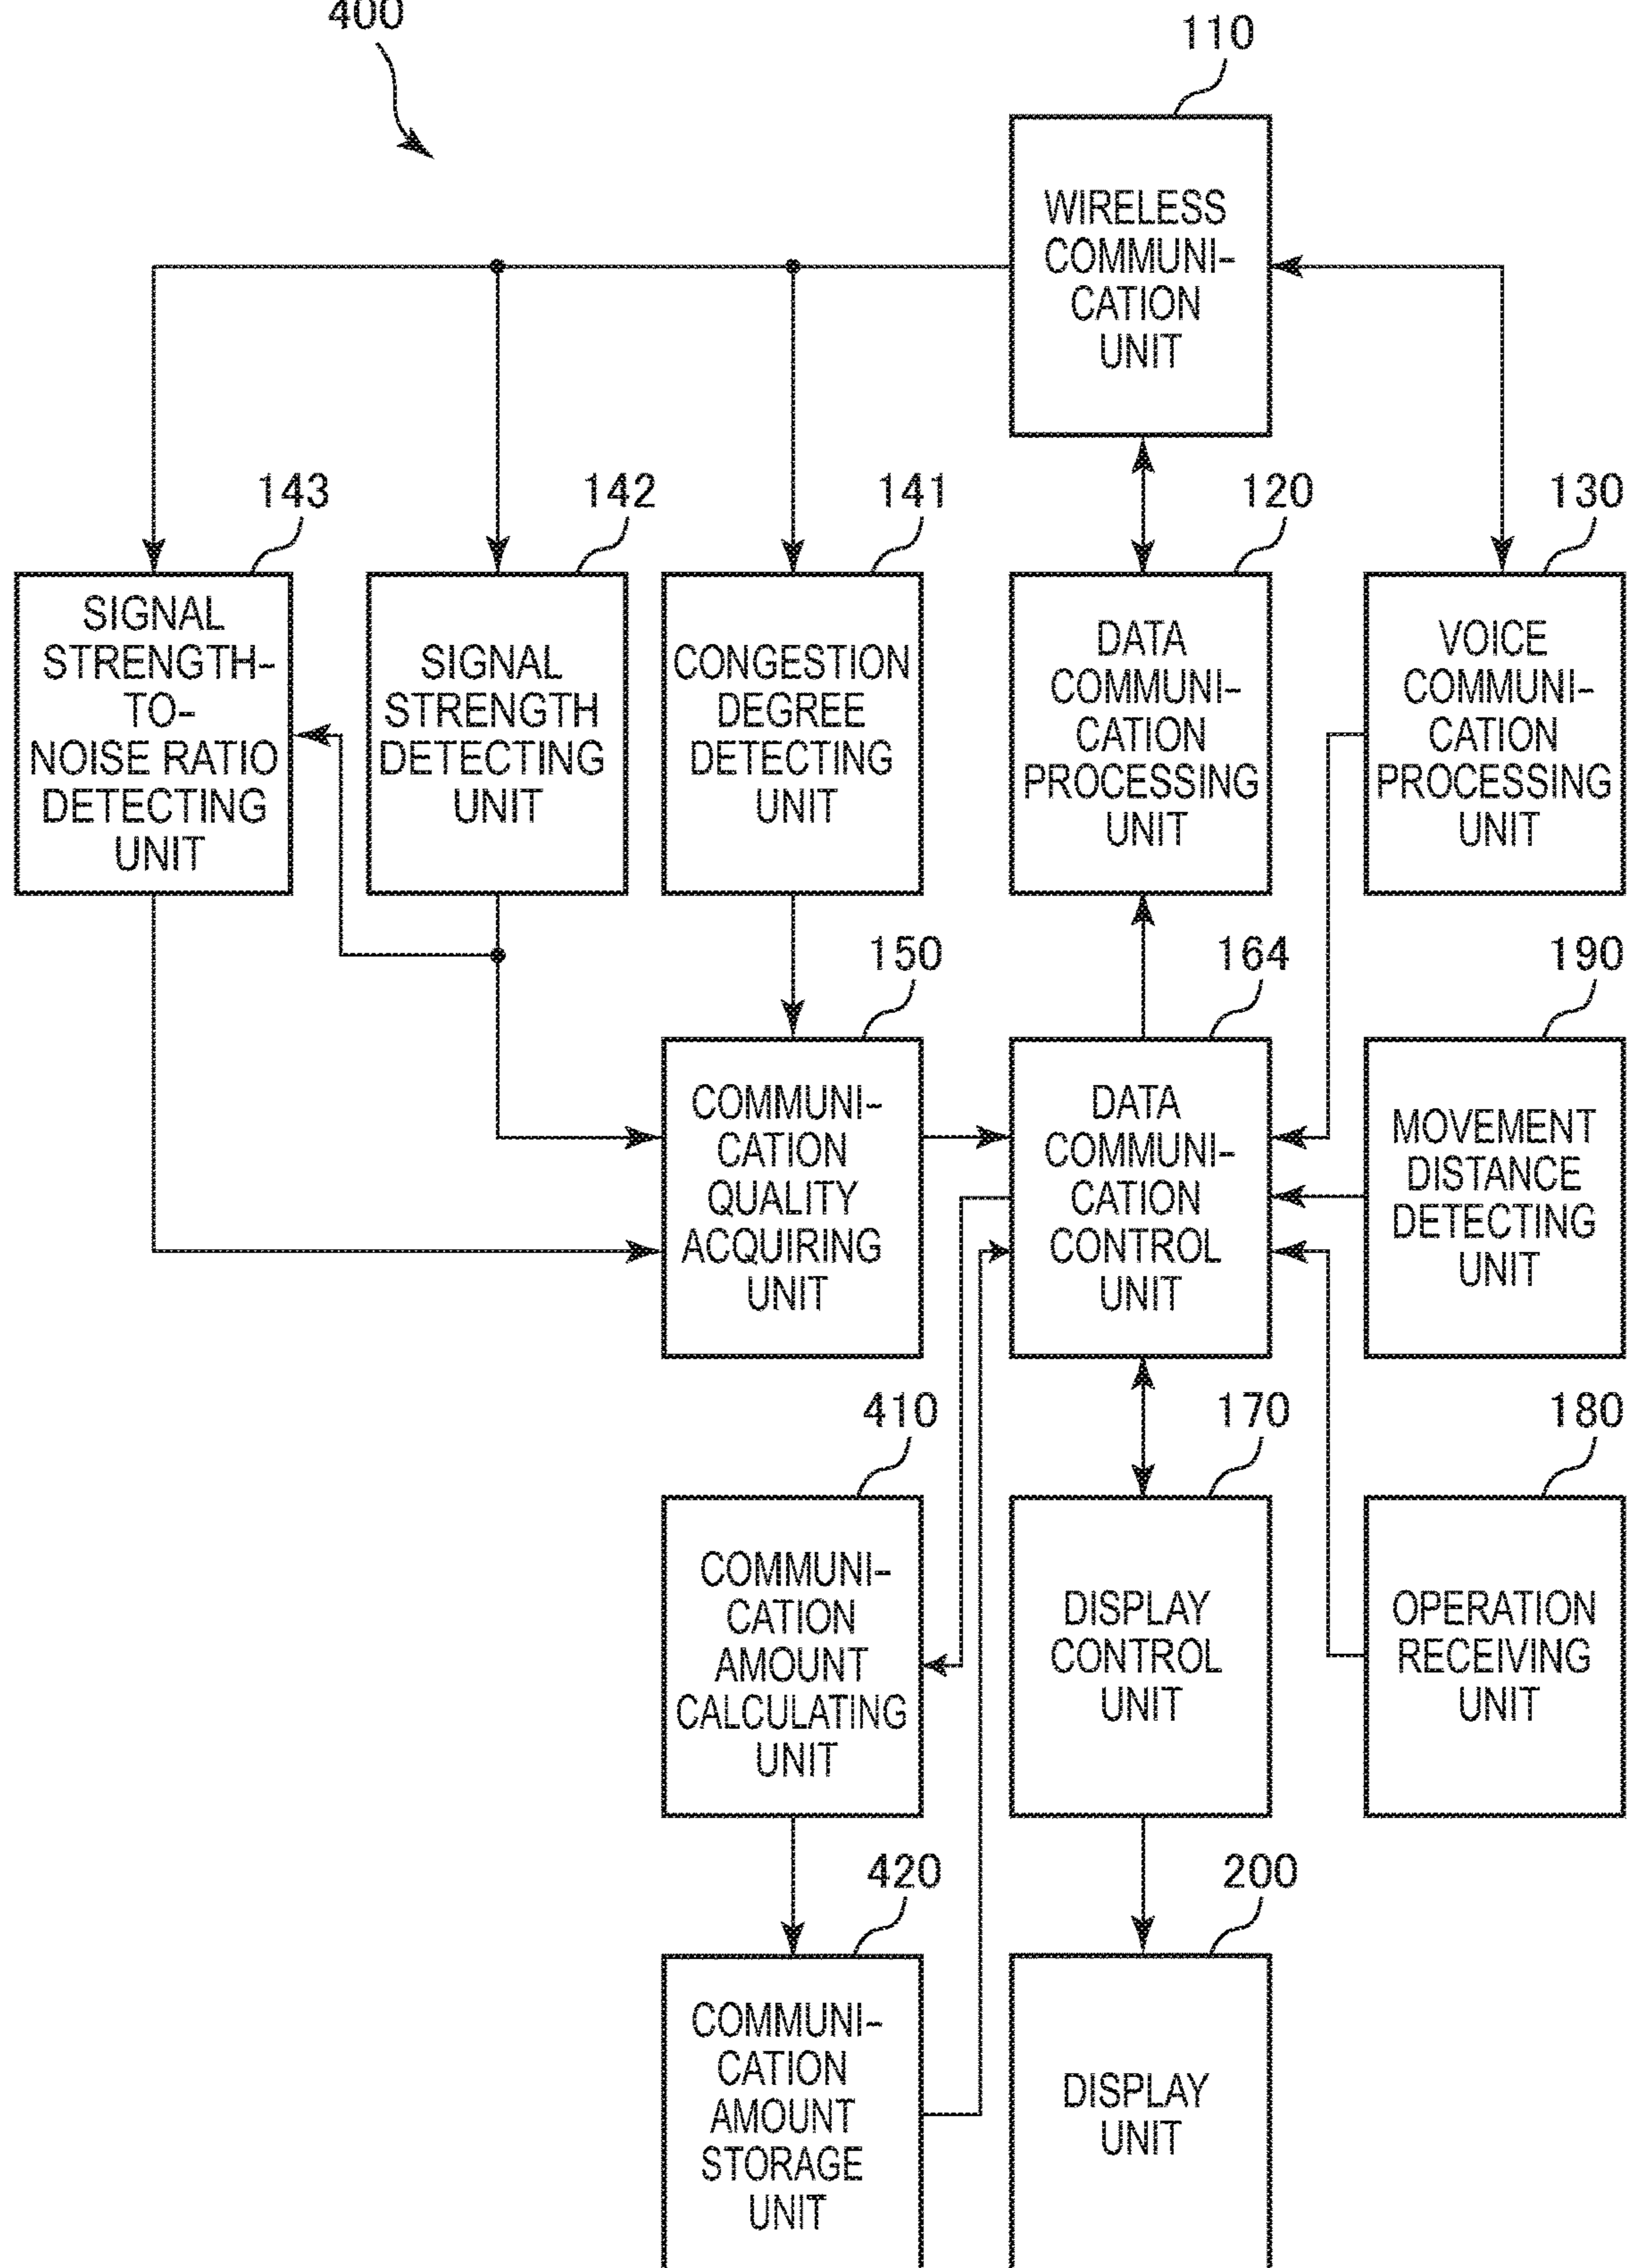 400
110
WIRELESS
COMMUNI-
CATION
UNIT
143
142
141
120
130
SIGNAL
STRENGTH-
TO-
NOISE RATIO
DETECTING
UNIT
SIGNAL
STRENGTH
DETECTING
UNIT
CONGESTION
DEGREE
DETECTING
UNIT
DATA
COMMUNI-
CATION
PROCESSING
UNIT
VOICE
COMMUNI-
CATION
PROCESSING
UNIT
150
164
190
COMMUNI-
CATION
QUALITY
ACQUIRING
UNIT
DATA
COMMUNI-
CATION
CONTROL
UNIT
MOVEMENT
DISTANCE
DETECTING
UNIT
410
170
180
COMMUNI-
CATION
AMOUNT
CALCULATING
UNIT
DISPLAY
CONTROL
UNIT
OPERATION
RECEIVING
UNIT
420
200
COMMUNI-
CATION
AMOUNT
STORAGE
UNIT
DISPLAY
UNIT